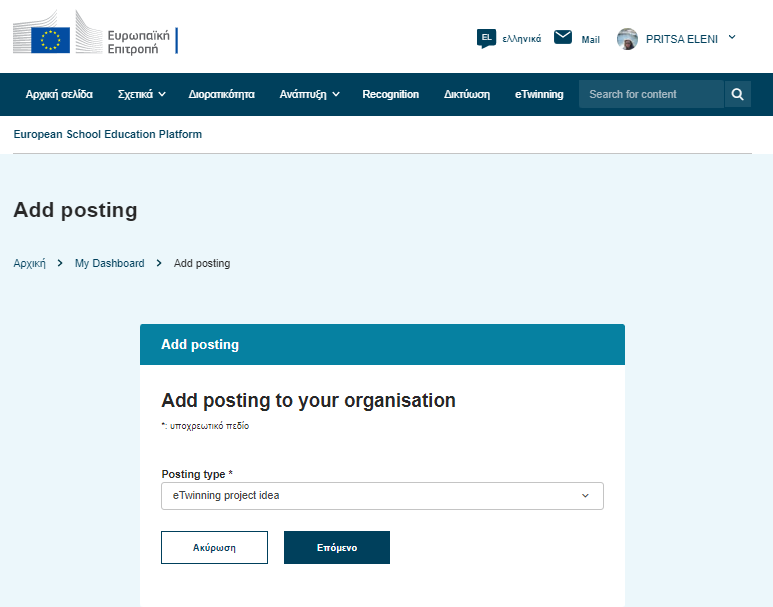 Ευρωπαϊκή
Επιτροπή
EL ελληνικά Mail PRITSA ELENI
Αρχική σελίδα Σχετικά Διορατικότητα Ανάπτυξη Recognition Δικτύωση eTwinning Search for content
European School Education Platform
Add posting
Αρχική My Dashboard Add posting
Add posting
Add posting to your organisation
*: υποχρεωτικό πεδίο
Posting type *
eTwinning project idea
Ακύρωση Επόμενο